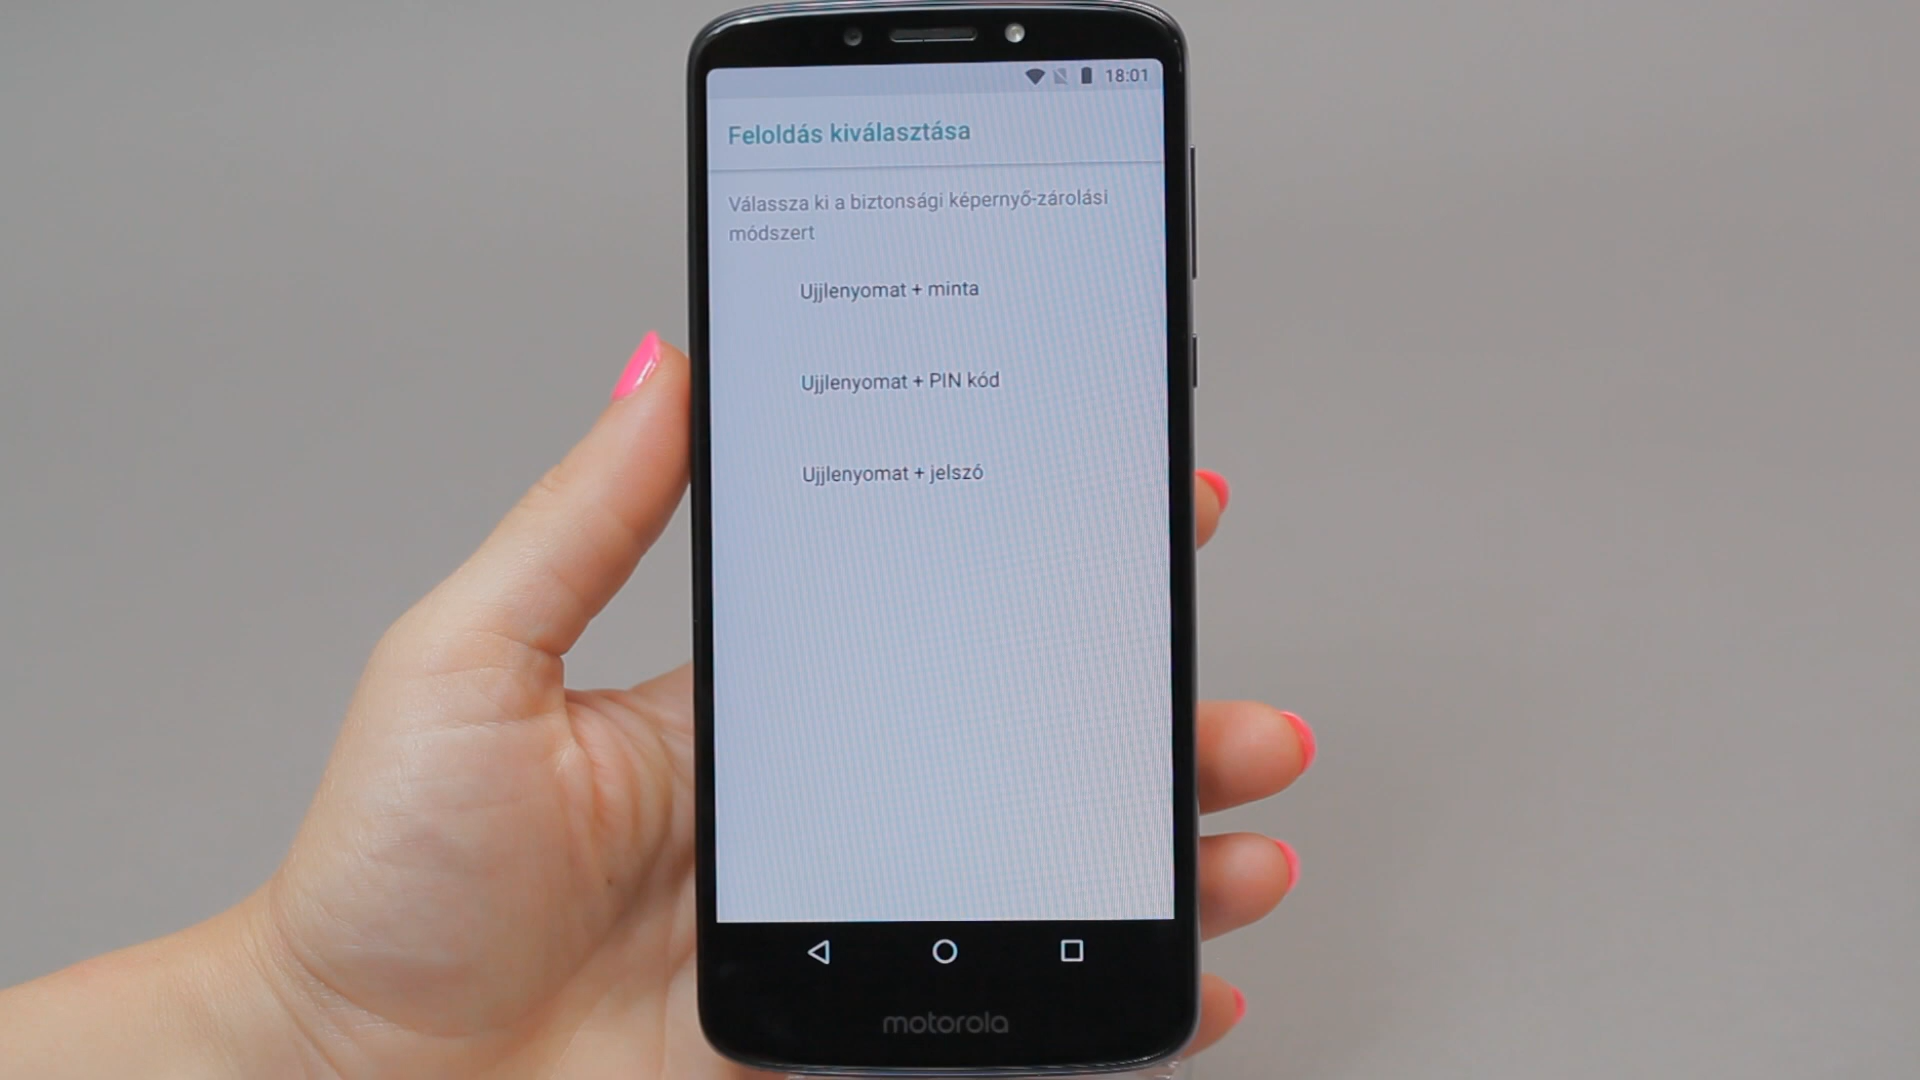 18:01
Feloldás kiválasztása
Válassza ki a biztonsági képernyő-zárolási
módszert
Ujjlenyomat + minta
Ujjlenyomat + PIN kód
Ujjlenyomat + jelszó
motorola